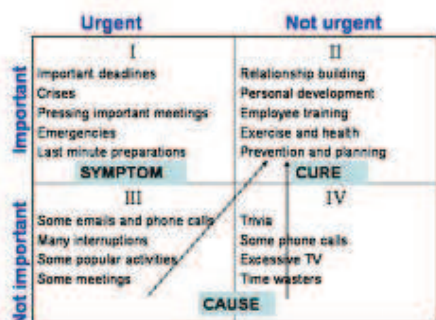 Urgent
Not urgent
Important
I
Important deadlines
Crises
Pressing important meetings
Emergencies
Last minute preparations
SYMPTOM
II
Relationship building
Personal development
Employee training
Exercise and health
Prevention and planning
CURE
Not important
III
Some emails and phone calls
Many interruptions
Some popular activities
Some meetings
IV
Trivia
Some phone calls
Excessive TV
Time wasters
CAUSE